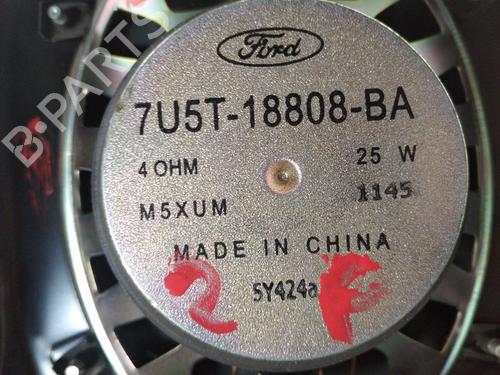 B-PARTS
Ford
7U5T-18808-BA
4 OHM 25 W
M5XUM 1145
MADE IN CHINA
2 F
5Y424a